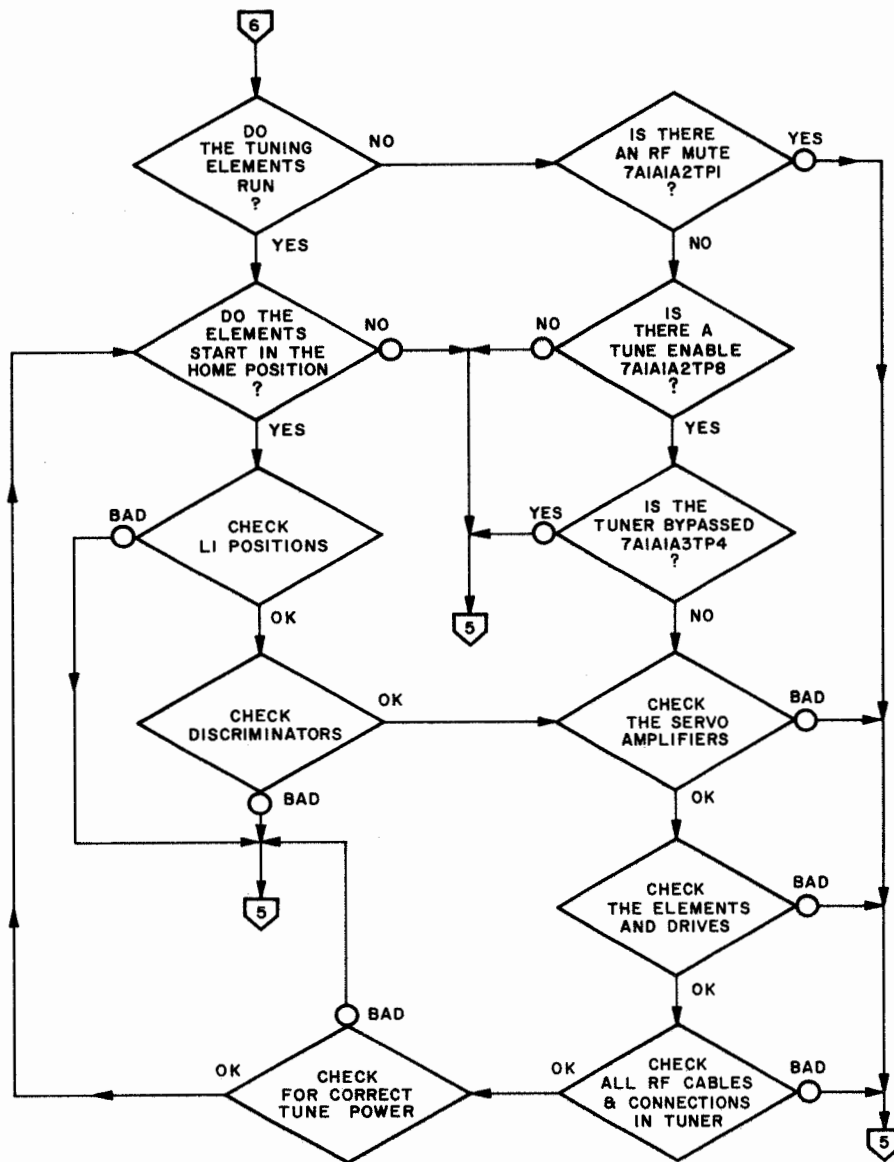 6
DO
THE TUNING
ELEMENTS
RUN
?
NO
YES
IS THERE
AN RF MUTE
7A1A1A2TP1
?
YES
NO
DO THE
ELEMENTS
START IN THE
HOME POSITION
?
NO
YES
IS
THERE A
TUNE ENABLE
7A1A1A2TP8
?
NO
YES
CHECK
L1 POSITIONS
BAD
OK
IS THE
TUNER BYPASSED
7A1A1A3TP4
?
YES
NO
5
CHECK
DISCRIMINATORS
OK
BAD
5
CHECK
THE SERVO
AMPLIFIERS
BAD
OK
CHECK
THE ELEMENTS
AND DRIVES
BAD
OK
CHECK
ALL RF CABLES
& CONNECTIONS
IN TUNER
BAD
OK
5
CHECK
FOR CORRECT
TUNE POWER
BAD
OK